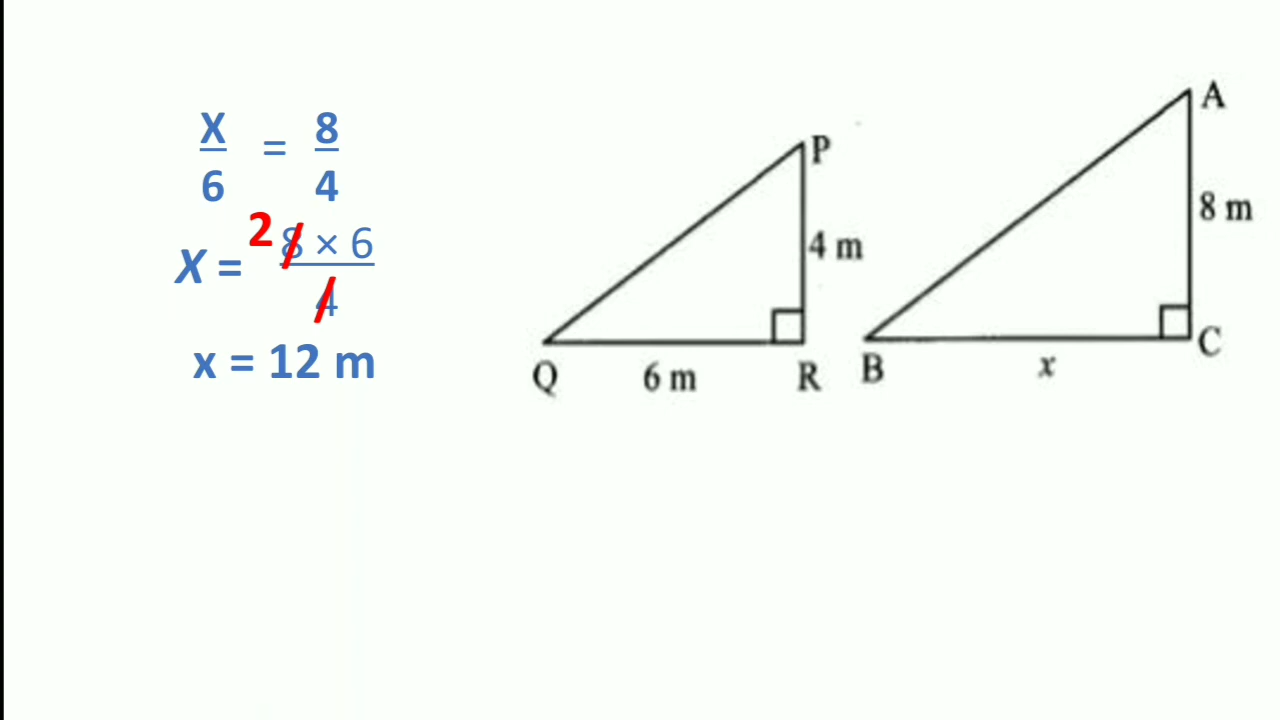 X/6 = 8/4
X = 2 8 × 6/4
x = 12 m
P
4 m
Q
6 m
R
A
8 m
B
x
C